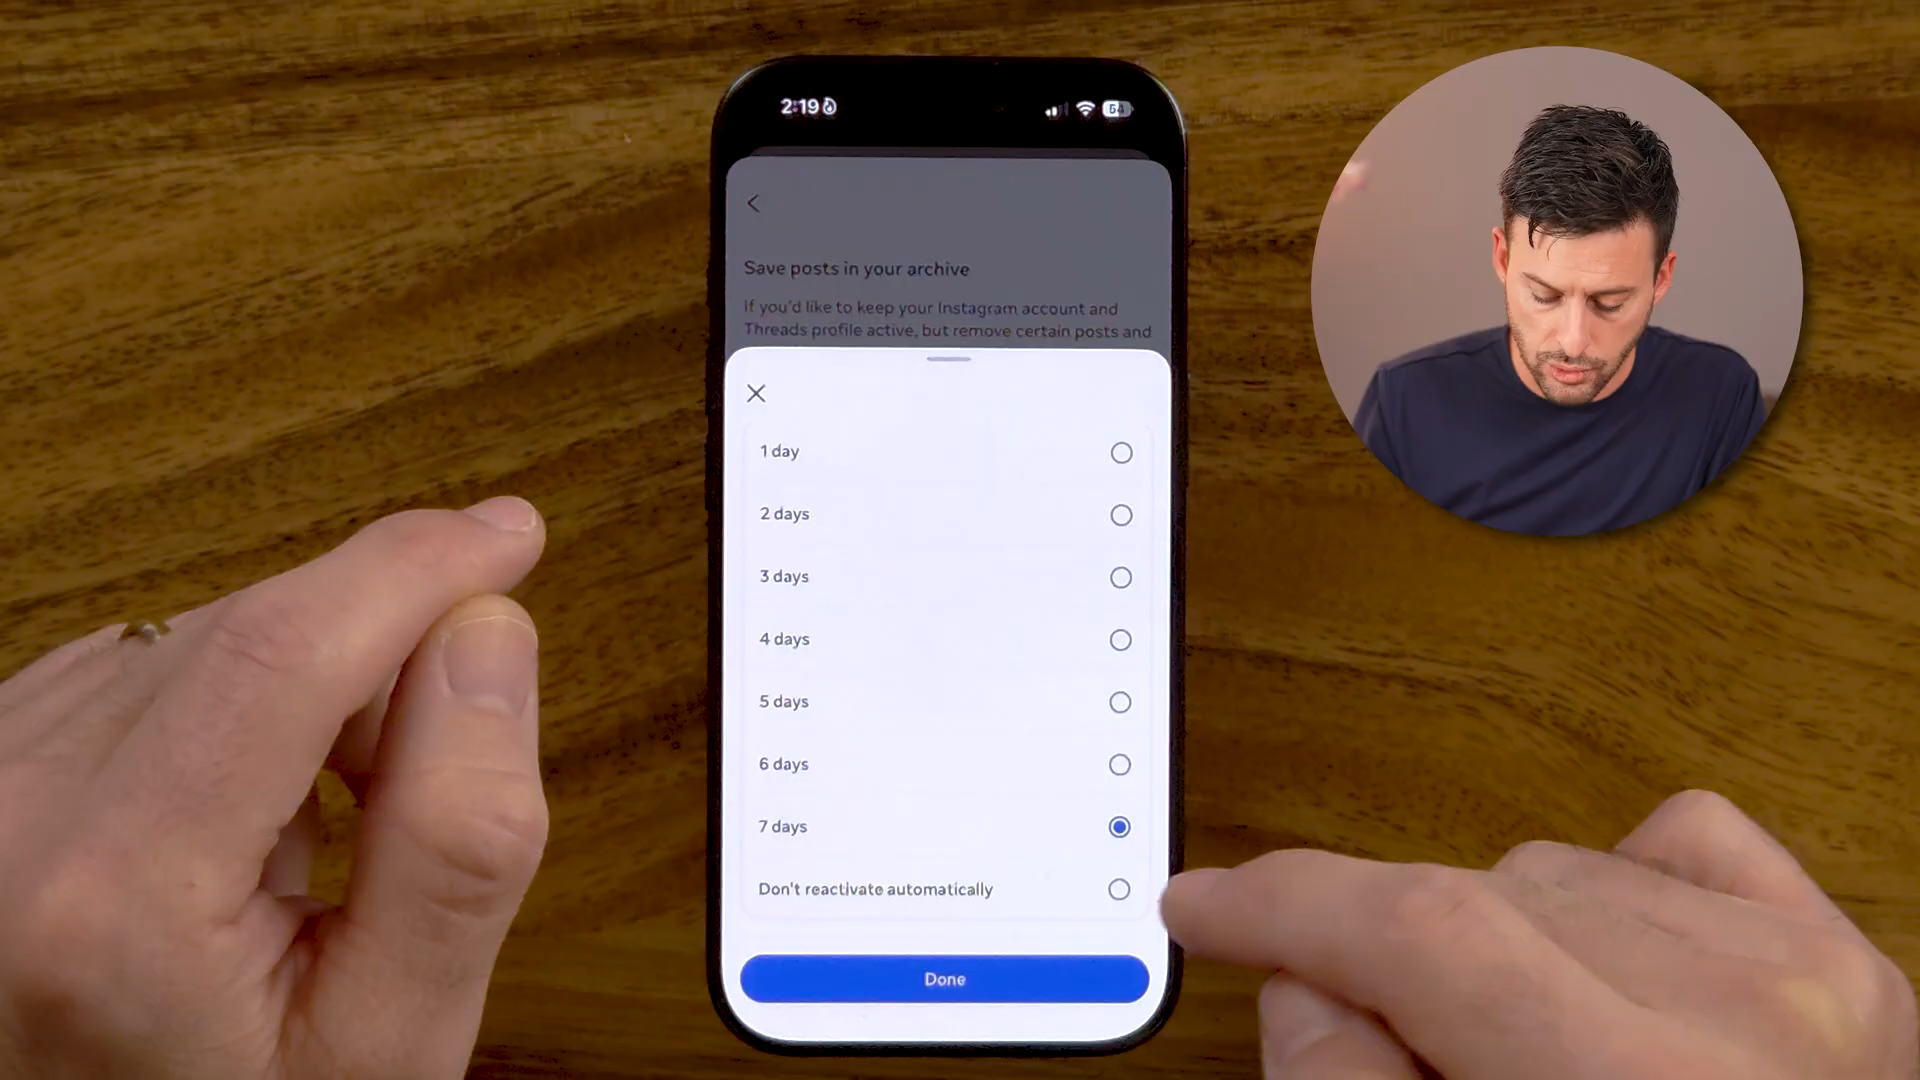 2:19
54
Save posts in your archive
If you'd like to keep your Instagram account and
Threads profile active, but remove certain posts and
1 day
2 days
3 days
4 days
5 days
6 days
7 days
Don't reactivate automatically
Done